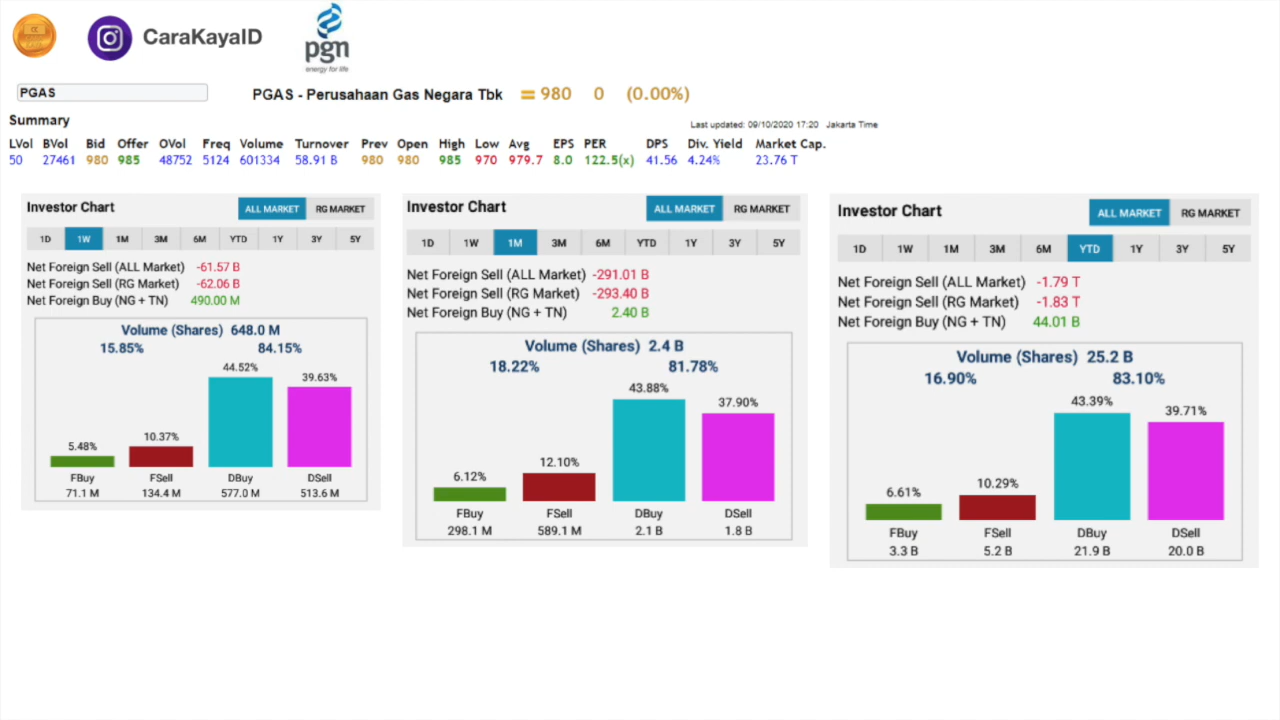 CaraKayaID
pgn
energy for life
PGAS
PGAS - Perusahaan Gas Negara Tbk = 980 0 (0.00%)
Summary
Last updated: 09/10/2020 17:20 Jakarta Time
LVol BVol Bid Offer OVol Freq Volume Turnover Prev Open High Low Avg EPS PER DPS Div. Yield Market Cap.
50 27461 980 985 48752 5124 601334 58.91 B 980 980 985 970 979.7 8.0 122.5(x) 41.56 4.24% 23.76 T
Investor Chart ALL MARKET RG MARKET
1D 1W 1M 3M 6M YTD 1Y 3Y 5Y
Net Foreign Sell (ALL Market) -61.57 B
Net Foreign Sell (RG Market) -62.06 B
Net Foreign Buy (NG + TN) 490.00 M
Volume (Shares) 648.0 M
15.85% 84.15%
44.52%
39.63%
10.37%
5.48%
FBuy FSell DBuy DSell
71.1 M 134.4 M 577.0 M 513.6 M
Investor Chart ALL MARKET RG MARKET
1D 1W 1M 3M 6M YTD 1Y 3Y 5Y
Net Foreign Sell (ALL Market) -291.01 B
Net Foreign Sell (RG Market) -293.40 B
Net Foreign Buy (NG + TN) 2.40 B
Volume (Shares) 2.4 B
18.22% 81.78%
43.88%
37.90%
12.10%
6.12%
FBuy FSell DBuy DSell
298.1 M 589.1 M 2.1 B 1.8 B
Investor Chart ALL MARKET RG MARKET
1D 1W 1M 3M 6M YTD 1Y 3Y 5Y
Net Foreign Sell (ALL Market) -1.79 T
Net Foreign Sell (RG Market) -1.83 T
Net Foreign Buy (NG + TN) 44.01 B
Volume (Shares) 25.2 B
16.90% 83.10%
43.39%
39.71%
10.29%
6.61%
FBuy FSell DBuy DSell
3.3 B 5.2 B 21.9 B 20.0 B